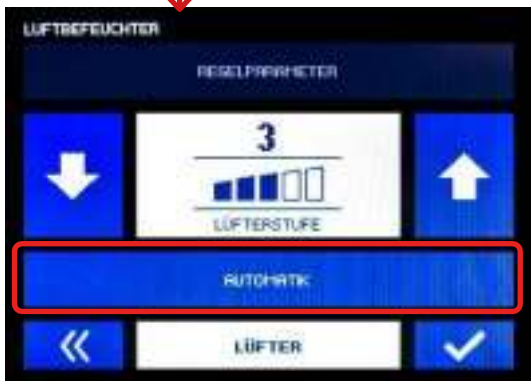 LUFTBEFEUCHTER
REGELPARAMETER
3
LÜFTERSTUFE
AUTOMATIK
LÜFTER